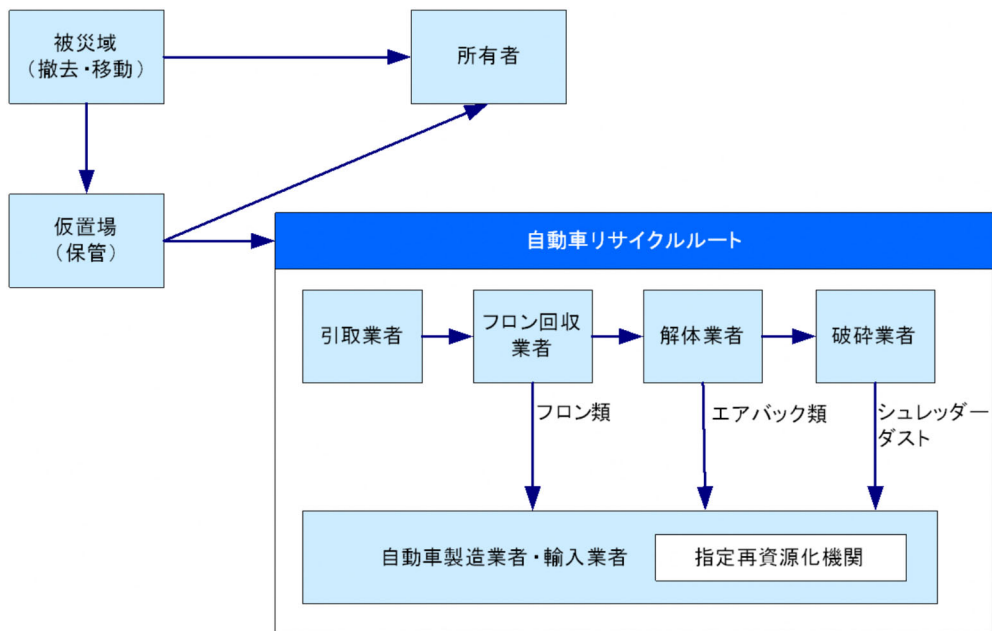 被災域
（撤去・移動）
所有者
仮置場
（保管）
自動車リサイクルルート
引取業者
フロン回収
業者
解体業者
破砕業者
フロン類
エアバック類
シュレッダー
ダスト
自動車製造業者・輸入業者
指定再資源化機関